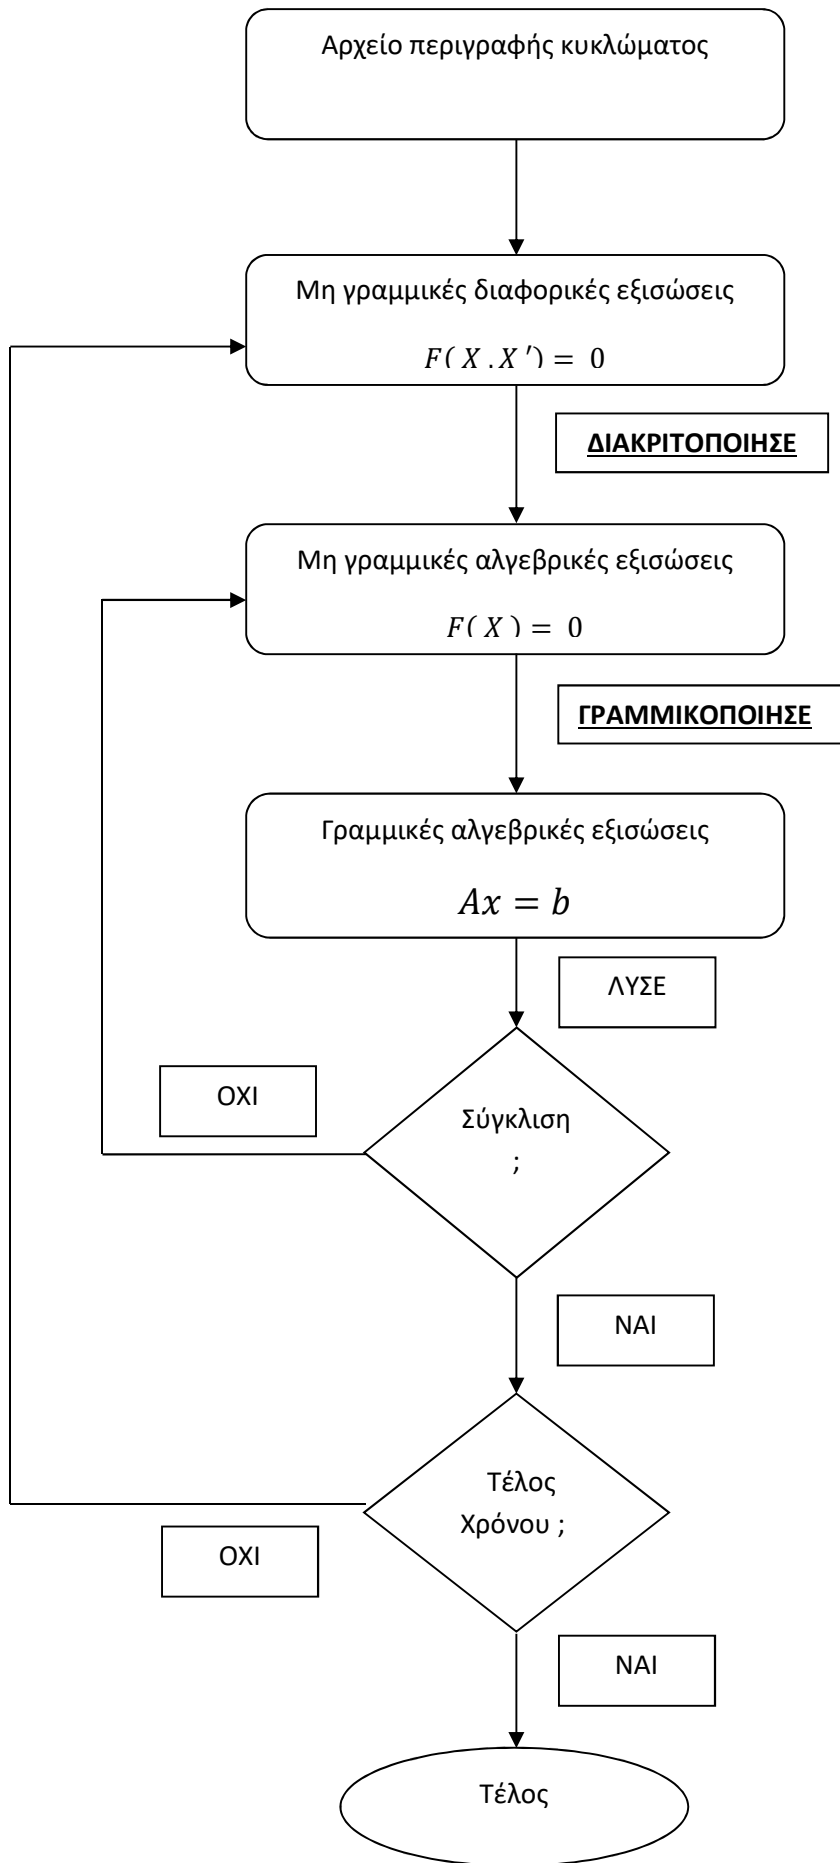 Αρχείο περιγραφής κυκλώματος
Μη γραμμικές διαφορικές εξισώσεις
F( X . X ′) = 0
ΔΙΑΚΡΙΤΟΠΟΙΗΣΕ
Μη γραμμικές αλγεβρικές εξισώσεις
F( X ) = 0
ΓΡΑΜΜΙΚΟΠΟΙΗΣΕ
Γραμμικές αλγεβρικές εξισώσεις
Ax = b
ΛΥΣΕ
ΟΧΙ
Σύγκλιση
;
ΝΑΙ
Τέλος
Χρόνου ;
ΟΧΙ
ΝΑΙ
Τέλος